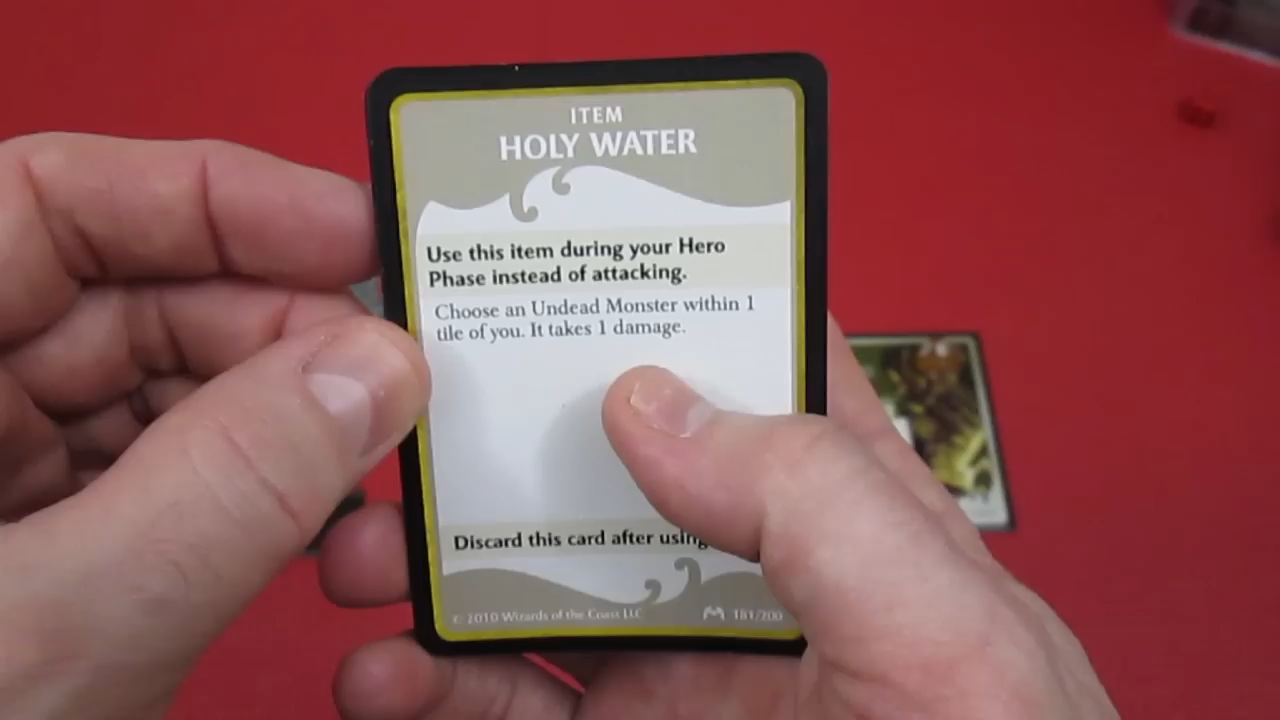 ITEM
HOLY WATER
Use this item during your Hero
Phase instead of attacking.
Choose an Undead Monster within 1
tile of you. It takes 1 damage.
Discard this card after using
© 2010 Wizards of the Coast LLC
181/200